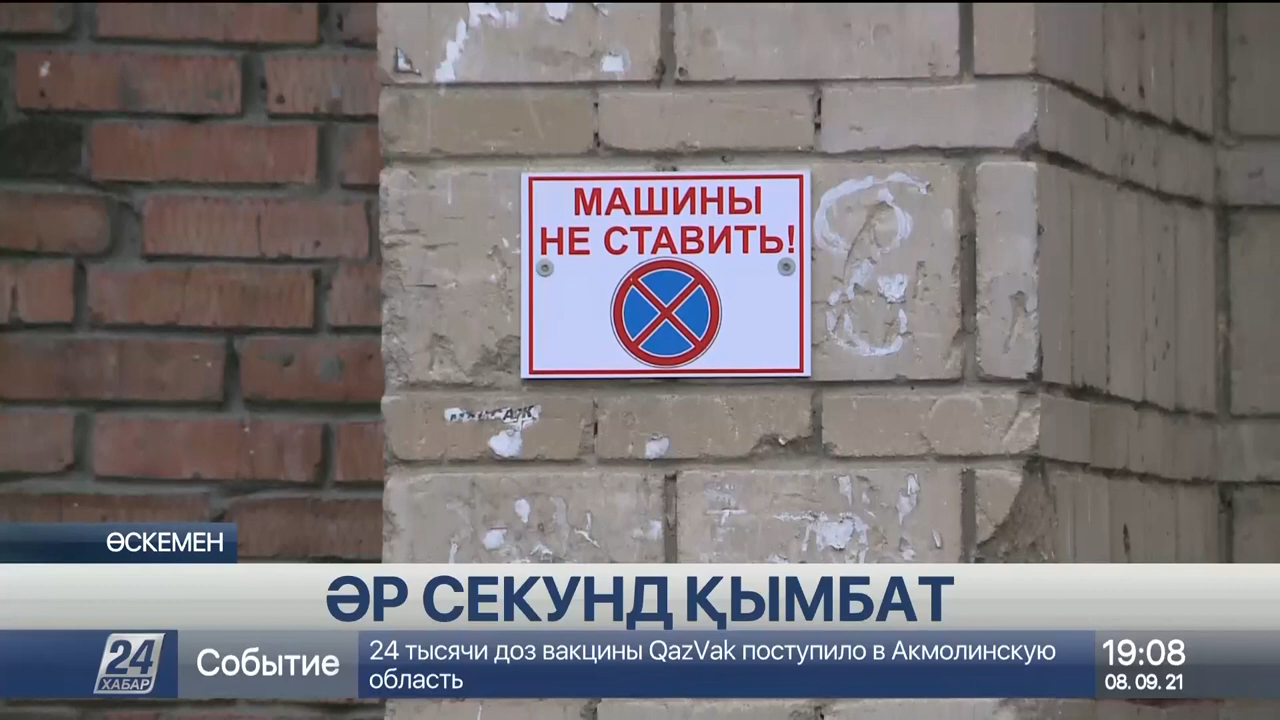 МАШИНЫ
НЕ СТАВИТЬ!
ӨСКЕМЕН
ӘР СЕКУНД ҚЫМБАТ
24
ХАБАР
Событие
24 тысячи доз вакцины QazVak поступило в Акмолинскую
область
19:08
08. 09. 21